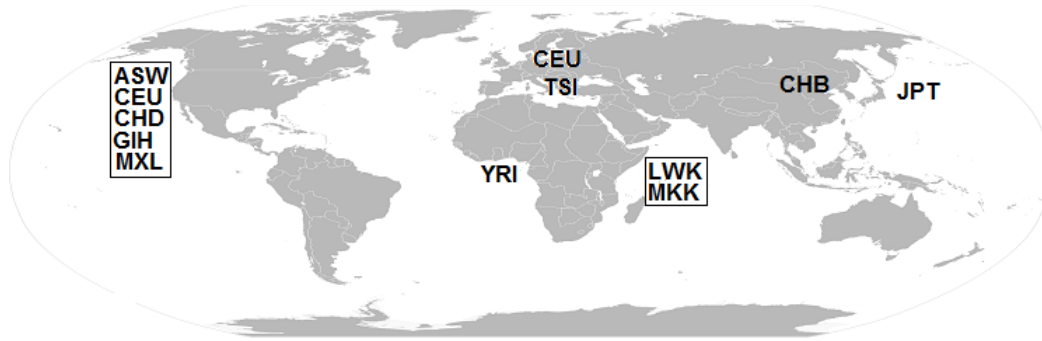 ASW
CEU
CHD
GIH
MXL
CEU
TSI
CHB
JPT
YRI
LWK
MKK